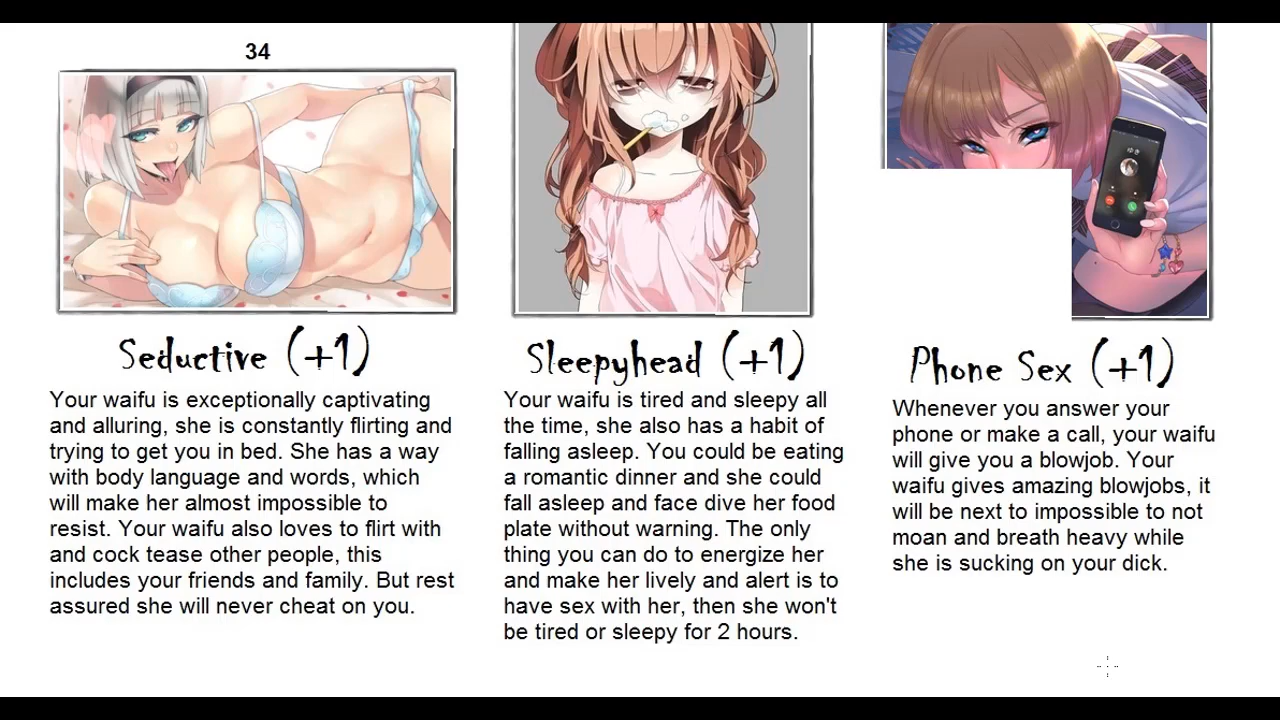 34
Seductive (+1)
Your waifu is exceptionally captivating
and alluring, she is constantly flirting and
trying to get you in bed. She has a way
with body language and words, which
will make her almost impossible to
resist. Your waifu also loves to flirt with
and cock tease other people, this
includes your friends and family. But rest
assured she will never cheat on you.
Sleepyhead (+1)
Your waifu is tired and sleepy all
the time, she also has a habit of
falling asleep. You could be eating
a romantic dinner and she could
fall asleep and face dive her food
plate without warning. The only
thing you can do to energize her
and make her lively and alert is to
have sex with her, then she won't
be tired or sleepy for 2 hours.
ゆき
Phone Sex (+1)
Whenever you answer your
phone or make a call, your waifu
will give you a blowjob. Your
waifu gives amazing blowjobs, it
will be next to impossible to not
moan and breath heavy while
she is sucking on your dick.